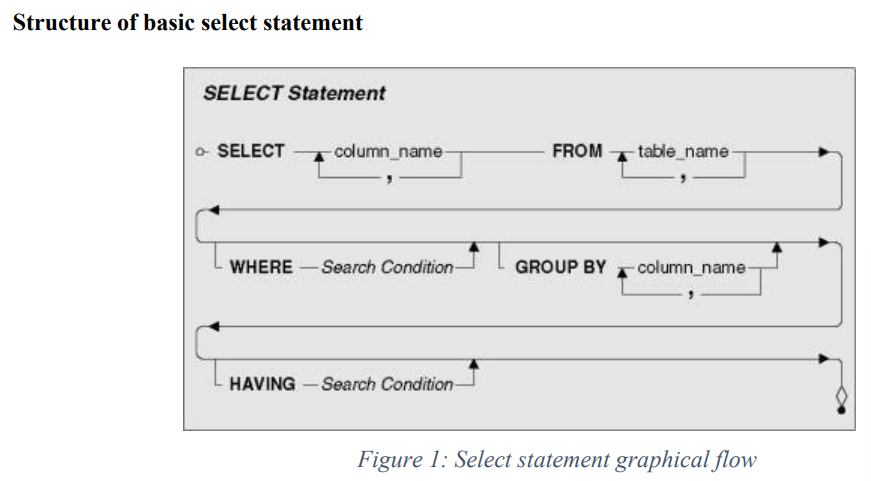 Structure of basic select statement
SELECT Statement
SELECT column_name FROM table_name
, ,
WHERE Search Condition GROUP BY column_name
,
HAVING Search Condition
Figure 1: Select statement graphical flow